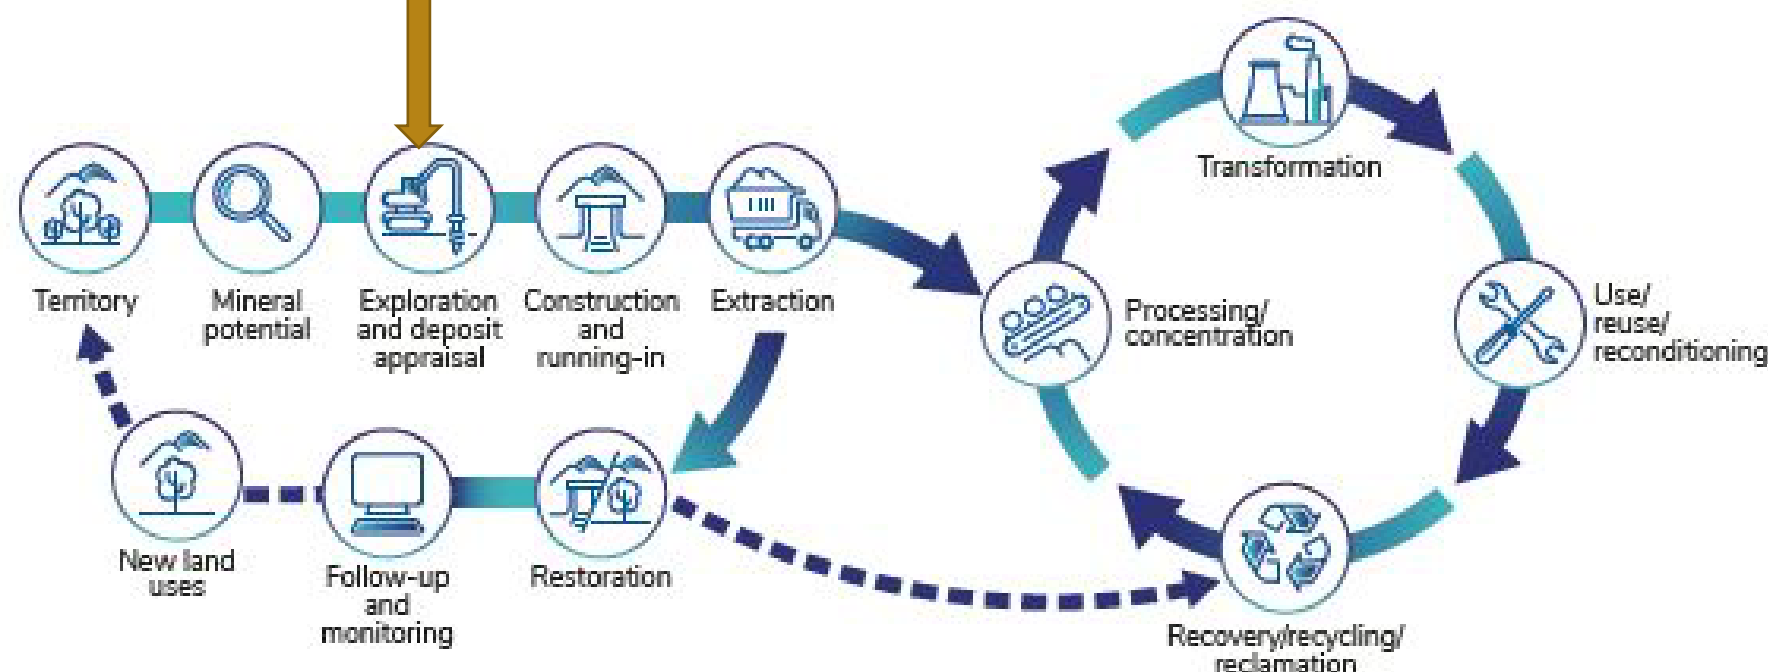 Transformation
Territory
Mineral
potential
Exploration
and deposit
appraisal
Construction
and
running-in
Extraction
Processing/
concentration
Use/
reuse/
reconditioning
New land
uses
Follow-up
and
monitoring
Restoration
Recovery/recycling/
reclamation